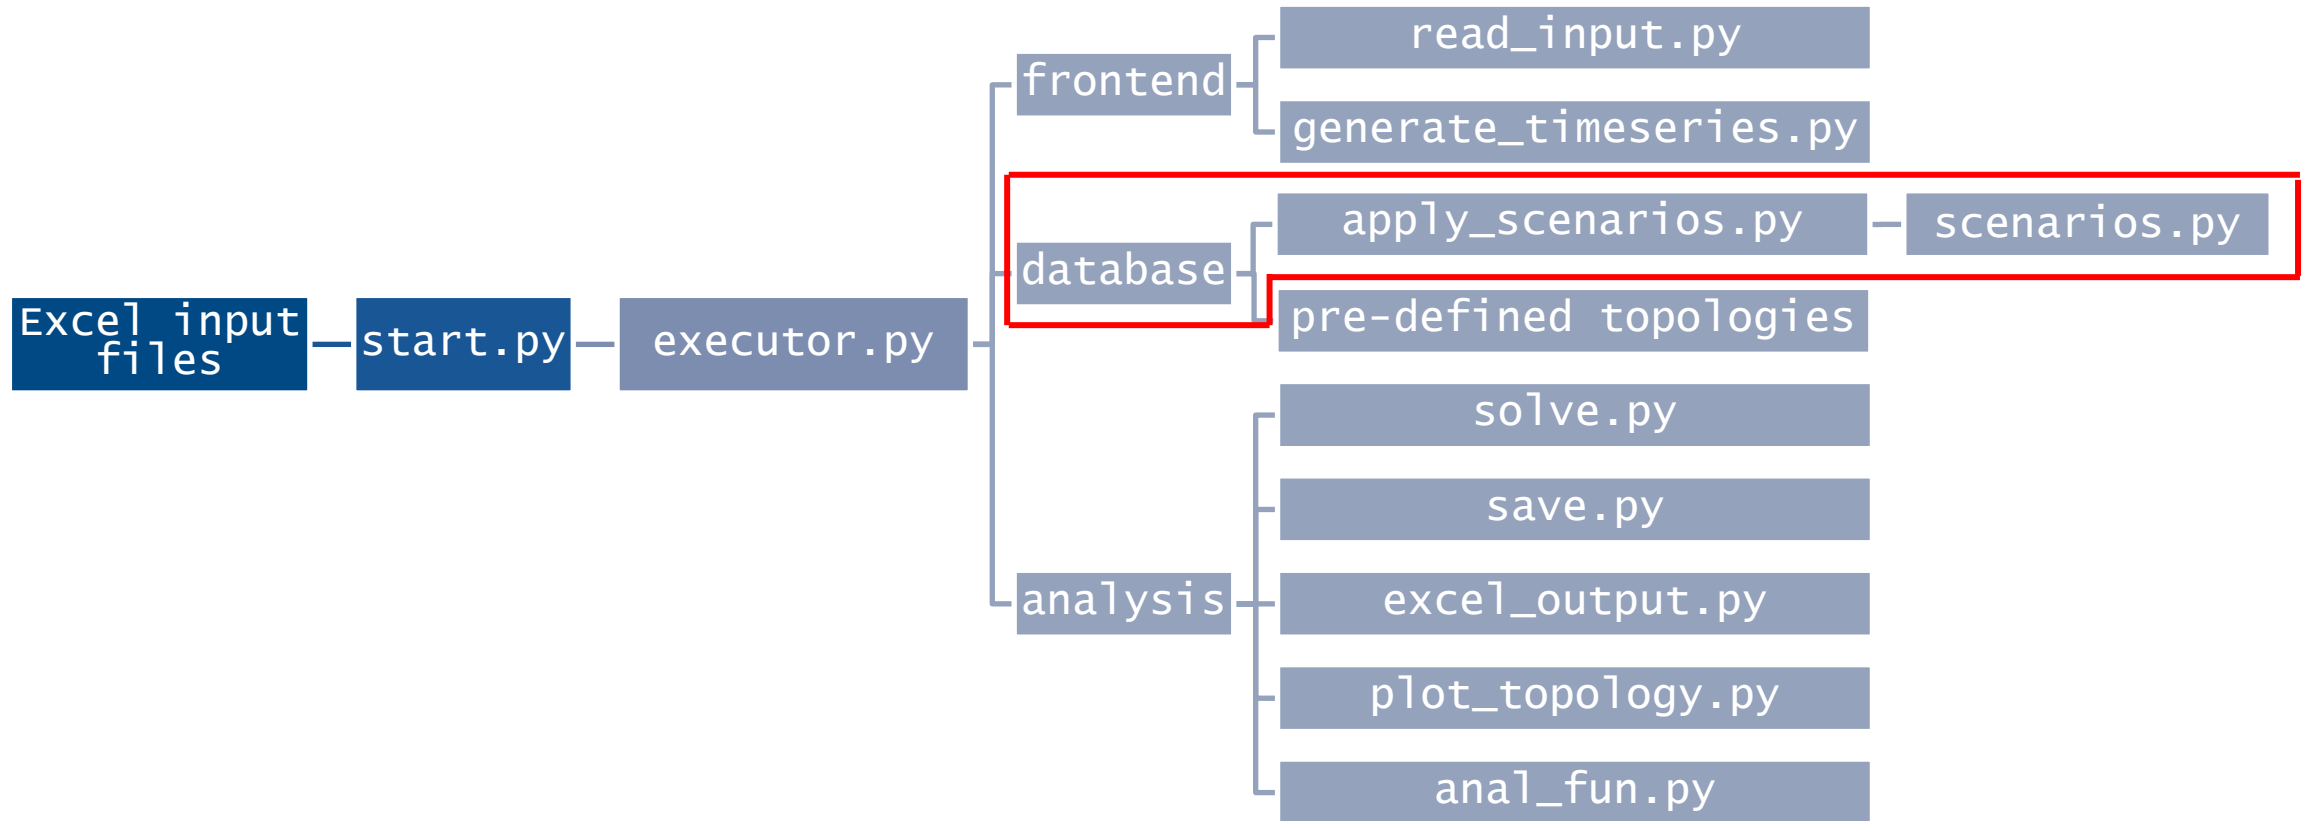 Excel input
files
start.py
executor.py
frontend
read_input.py
generate_timeseries.py
database
apply_scenarios.py
scenarios.py
pre-defined topologies
analysis
solve.py
save.py
excel_output.py
plot_topology.py
anal_fun.py